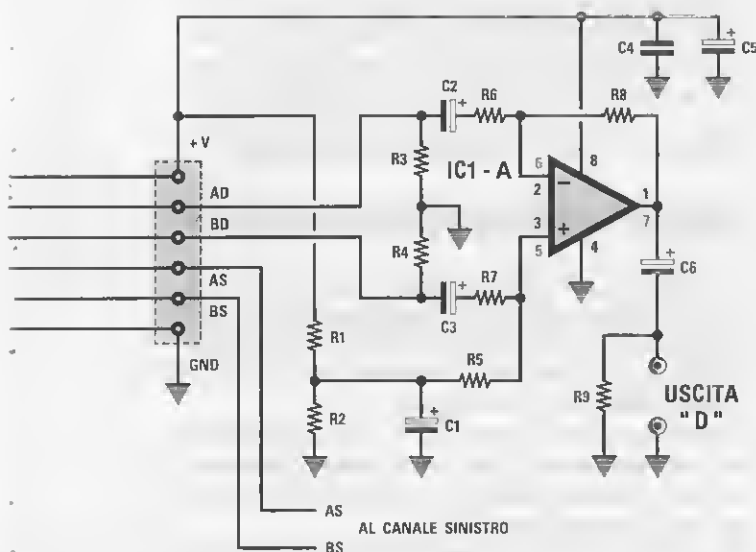 C4
C5
C2
R6
R8
+ V
R3
IC1 - A
6
8
2
1
AD
3
7
BD
R4
5
4
AS
C6
R7
BS
C3
R1
R5
GND
R9
USCITA
"D"
R2
C1
AS
AL CANALE SINISTRO
BS